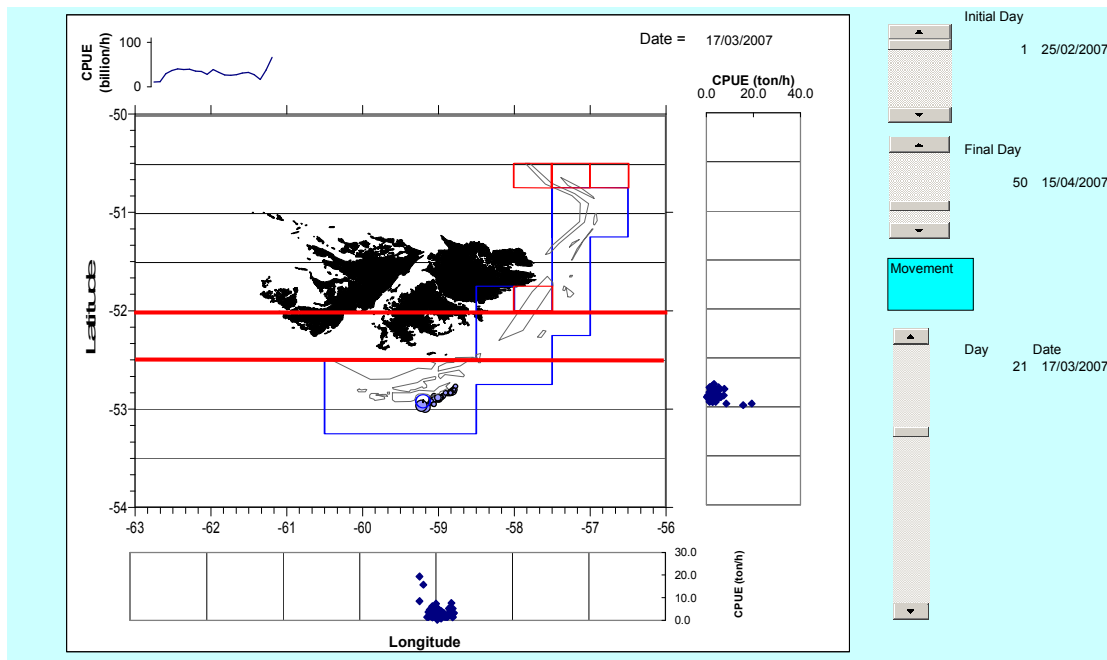 CPUE
(billion/h)
100
0
Date = 17/03/2007
CPUE (ton/h)
0.0 20.0 40.0
Latitude
-50
-51
-52
-53
-54
-63 -62 -61 -60 -59 -58 -57 -56
30.0
20.0
10.0
0.0
CPUE (ton/h)
Longitude
Initial Day
1 25/02/2007
Final Day
50 15/04/2007
Movement
Day Date
21 17/03/2007